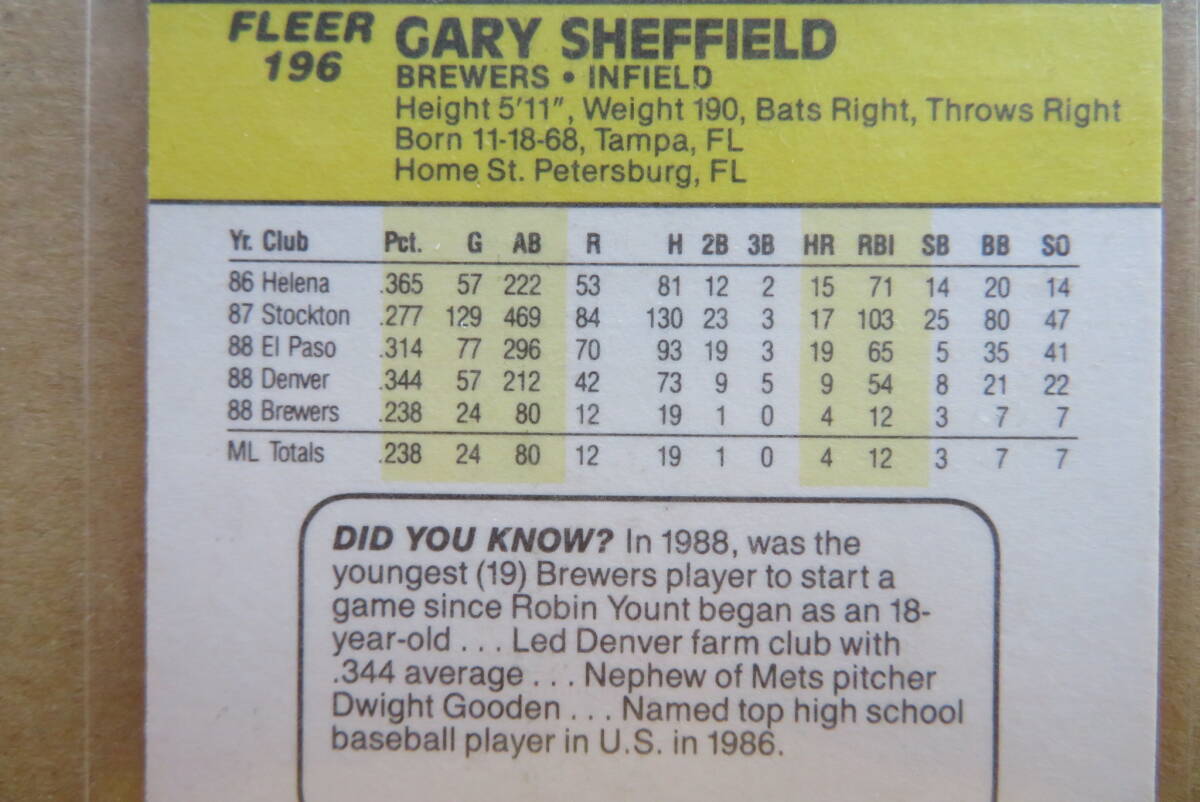 FLEER GARY SHEFFIELD
196 BREWERS • INFIELD
Height 5'11", Weight 190, Bats Right, Throws Right
Born 11-18-68, Tampa, FL
Home St. Petersburg, FL
Yr. Club Pct. G AB R H 2B 3B HR RBI SB BB SO
86 Helena .365 57 222 53 81 12 2 15 71 14 20 14
87 Stockton .277 129 469 84 130 23 3 17 103 25 80 47
88 El Paso .314 77 296 70 93 19 3 19 65 5 35 41
88 Denver .344 57 212 42 73 9 5 9 54 8 21 22
88 Brewers .238 24 80 12 19 1 0 4 12 3 7 7
ML Totals .238 24 80 12 19 1 0 4 12 3 7 7
DID YOU KNOW? In 1988, was the
youngest (19) Brewers player to start a
game since Robin Yount began as an 18-
year-old . . . Led Denver farm club with
.344 average . . . Nephew of Mets pitcher
Dwight Gooden . . . Named top high school
baseball player in U.S. in 1986.